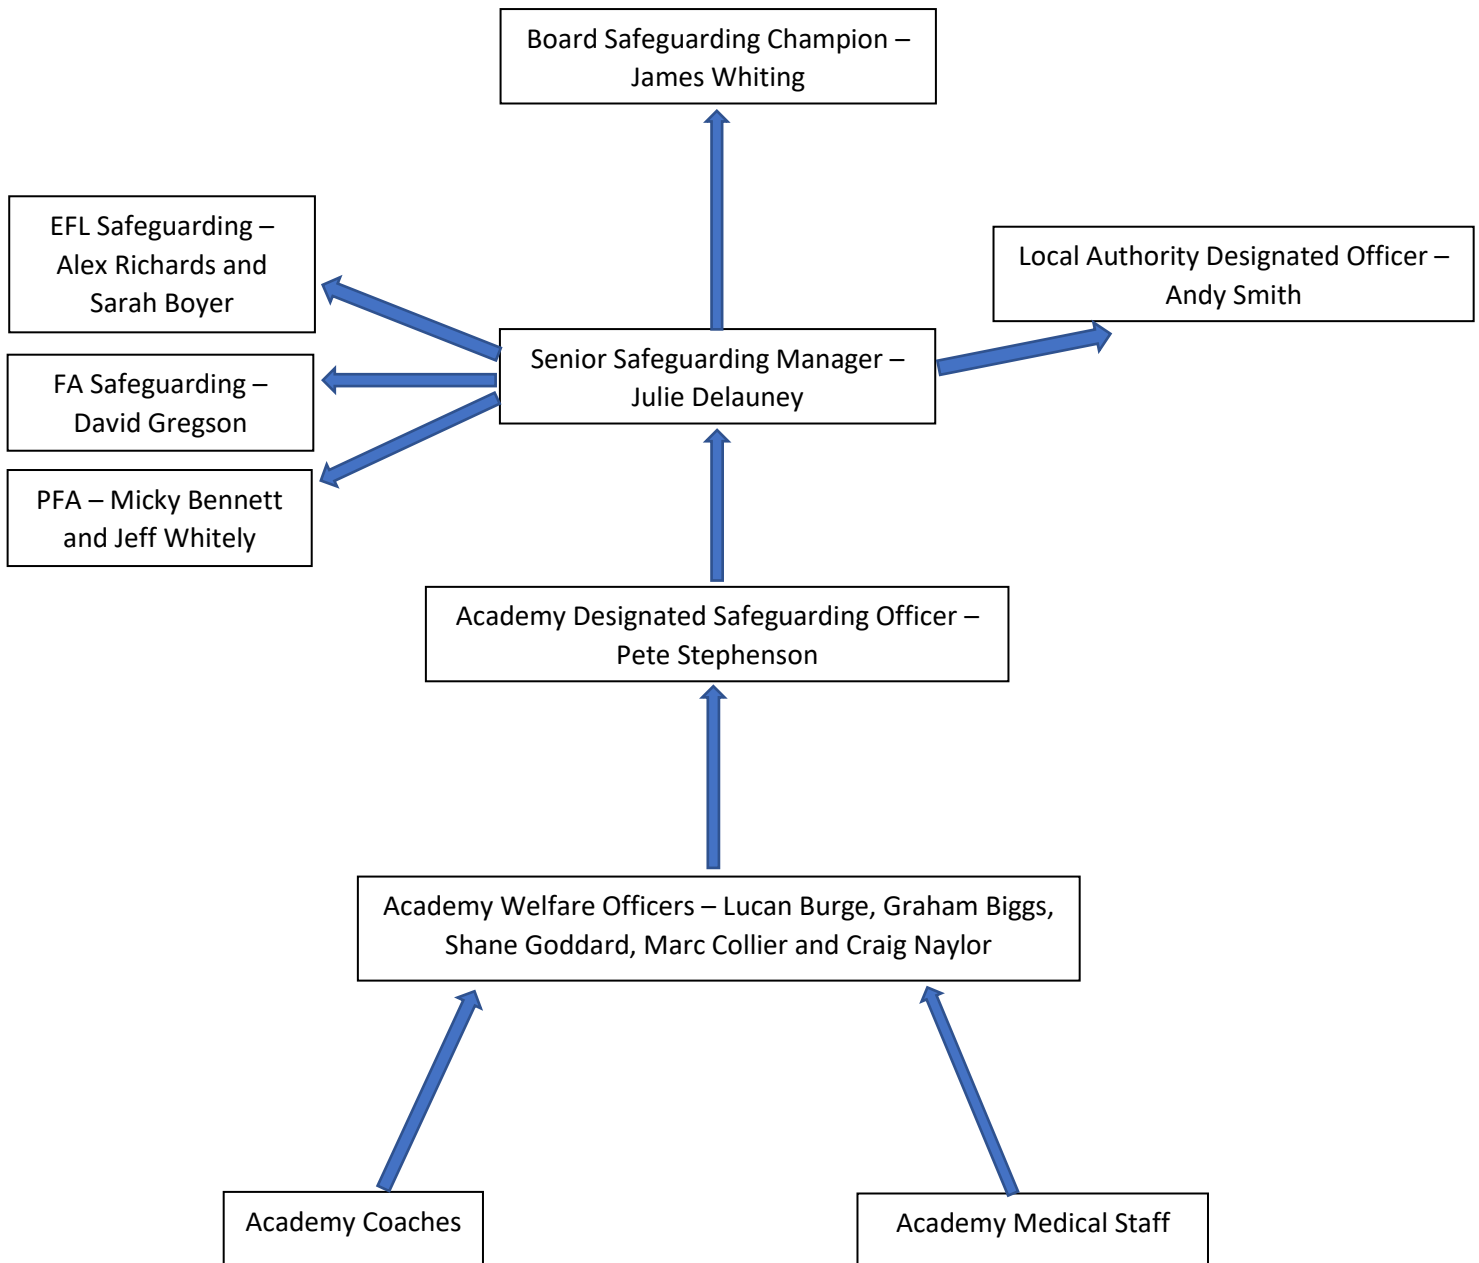 Board Safeguarding Champion –
James Whiting
EFL Safeguarding –
Alex Richards and
Sarah Boyer
Local Authority Designated Officer –
Andy Smith
Senior Safeguarding Manager –
Julie Delauney
FA Safeguarding –
David Gregson
PFA – Micky Bennett
and Jeff Whitely
Academy Designated Safeguarding Officer –
Pete Stephenson
Academy Welfare Officers – Lucan Burge, Graham Biggs,
Shane Goddard, Marc Collier and Craig Naylor
Academy Coaches
Academy Medical Staff